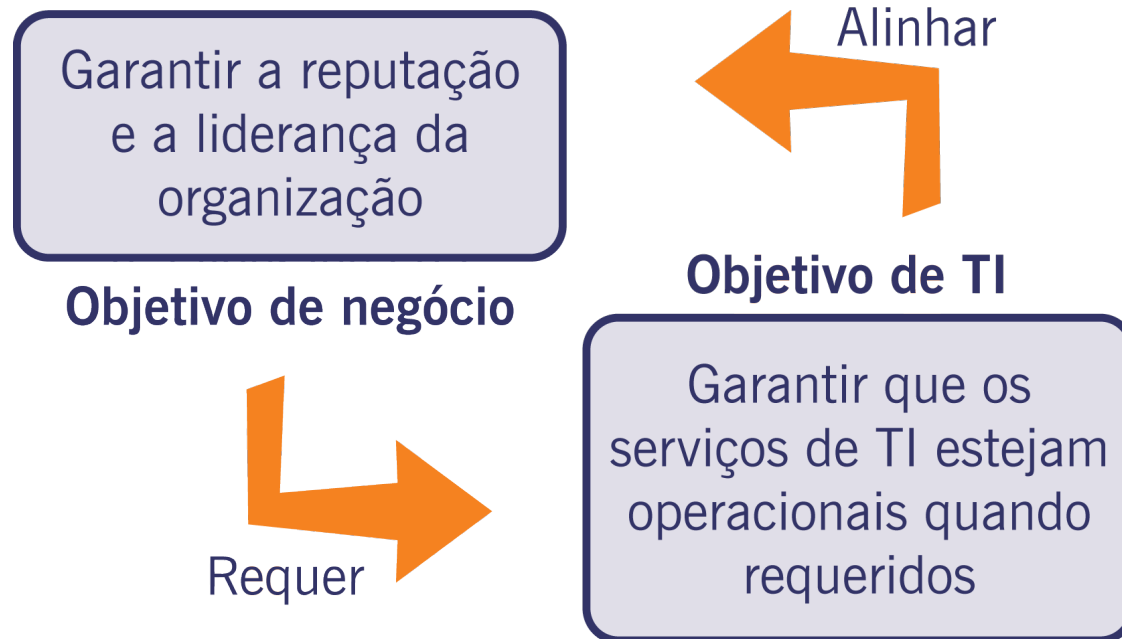 Garantir a reputação
e a liderança da
organização
Objetivo de negócio
Requer
Alinhar
Objetivo de TI
Garantir que os
serviços de TI estejam
operacionais quando
requeridos